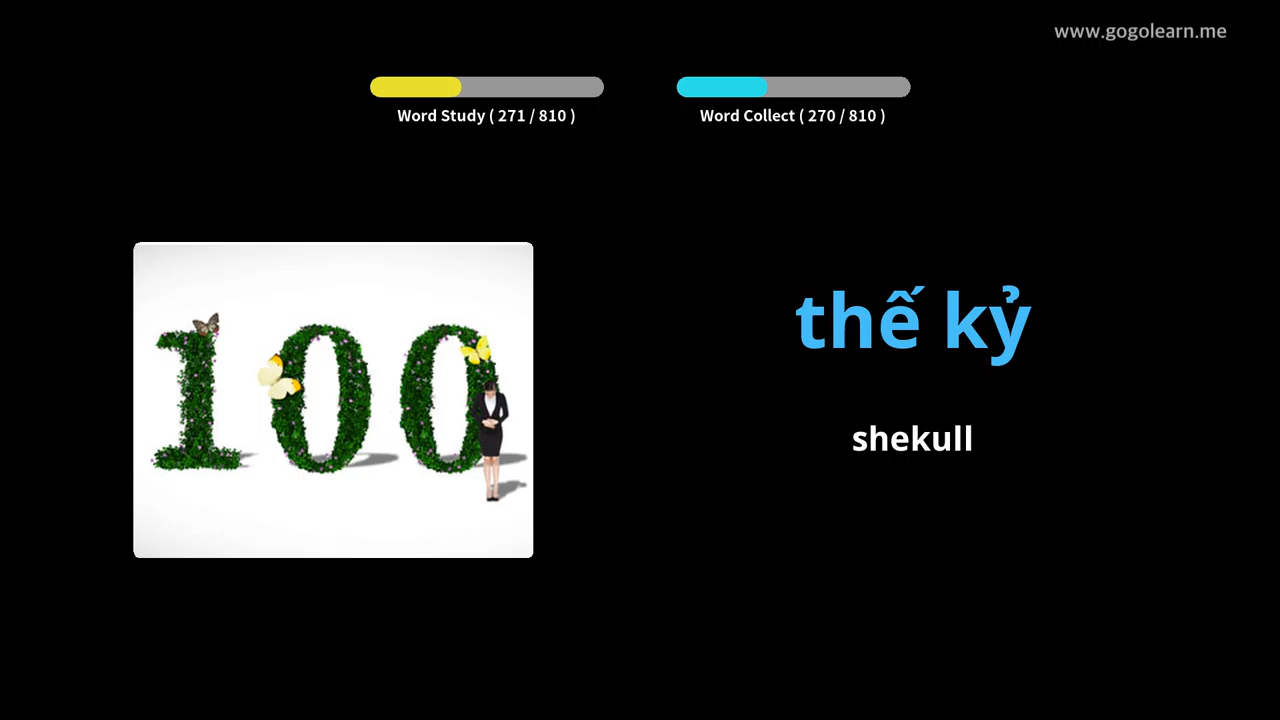 www.gogolearn.me
Word Study ( 271 / 810 )
Word Collect ( 270 / 810 )
100
thế kỷ
shekull